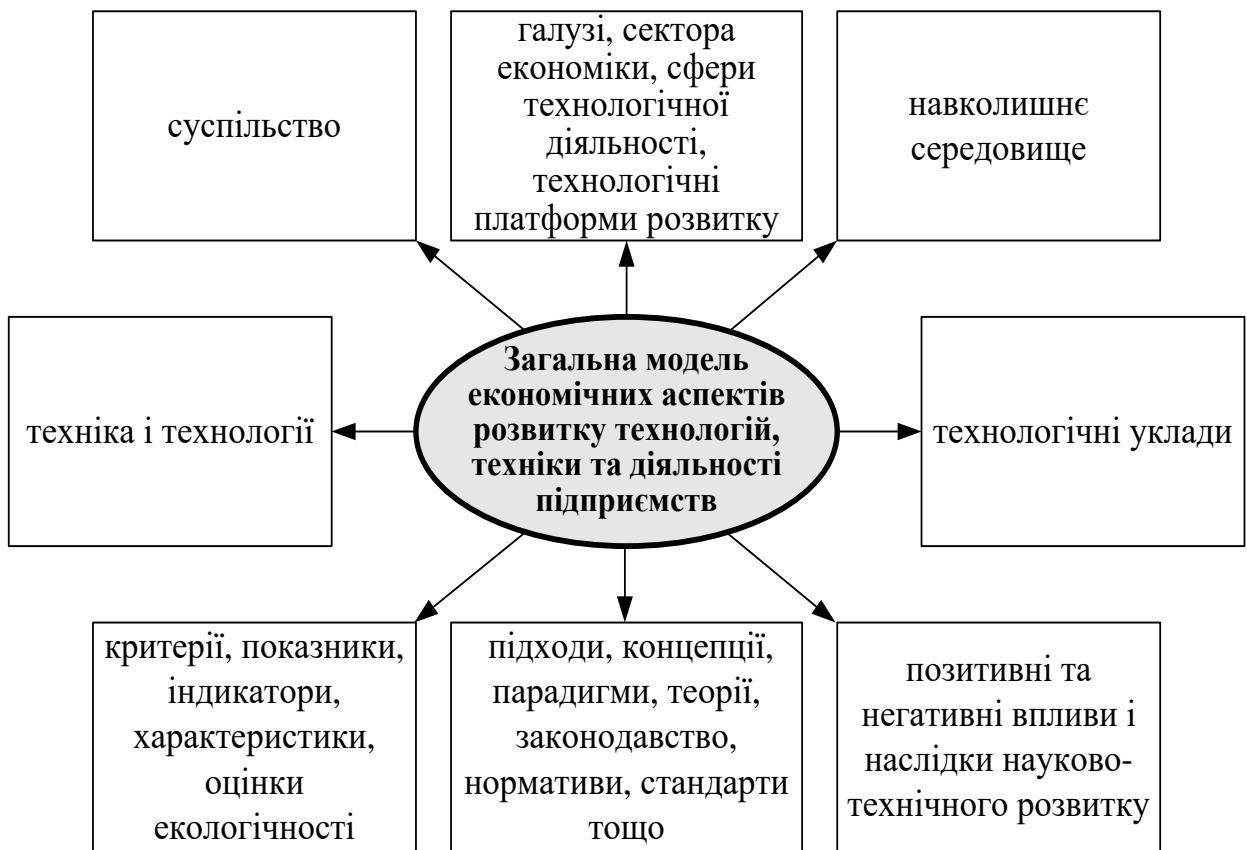 суспільство
галузі, сектора
економіки, сфери
технологічної
діяльності,
технологічні
платформи розвитку
навколишнє
середовище
техніка і технології
Загальна модель
економічних аспектів
розвитку технологій,
техніки та діяльності
підприємств
технологічні уклади
критерії, показники,
індикатори,
характеристики,
оцінки
екологічності
підходи, концепції,
парадигми, теорії,
законодавство,
нормативи, стандарти
тощо
позитивні та
негативні впливи і
наслідки науково-
технічного розвитку